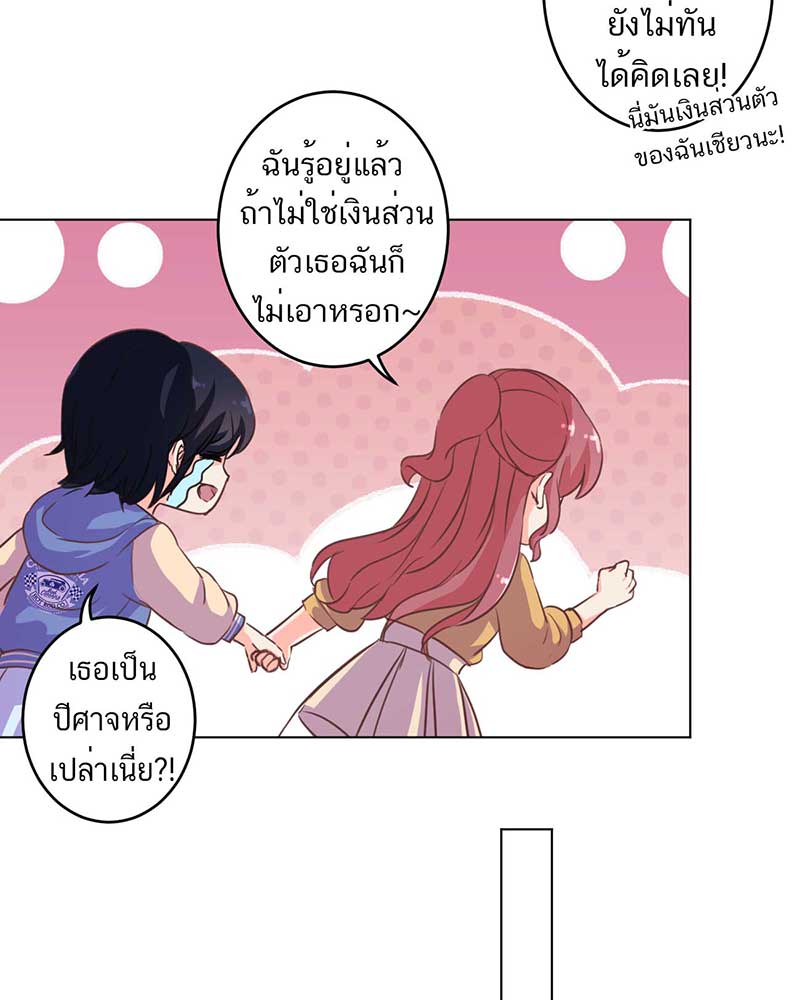 ยังไม่ทัน
ได้คิดเลย!
นี่มันเงินส่วนตัว
ของฉันเชียวนะ!
ฉันรู้อยู่แล้ว
ถ้าไม่ใช่เงินส่วน
ตัวเธอฉันก็
ไม่เอาหรอก~
เธอเป็น
ปีศาจหรือ
เปล่าเนี่ย?!